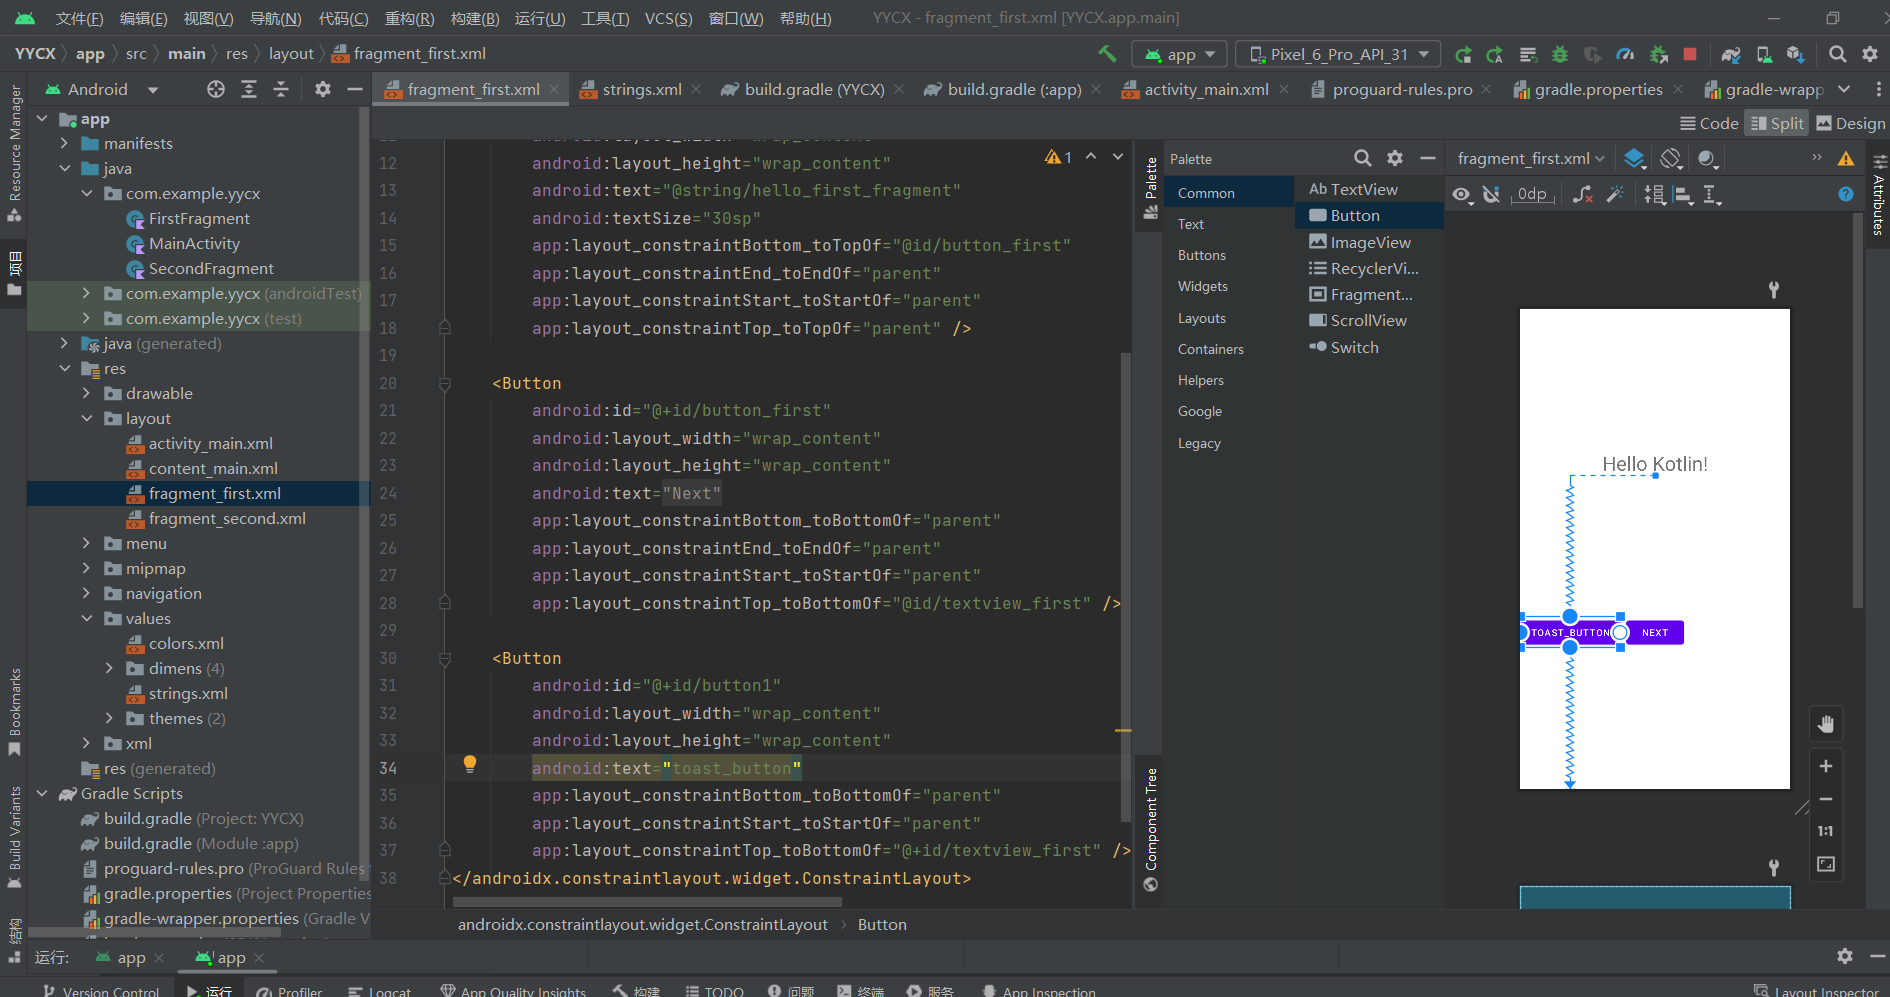 文件(F) 编辑(E) 视图(V) 导航(N) 代码(C) 重构(R) 构建(B) 运行(U) 工具(T) VCS(S) 窗口(W) 帮助(H) YYCX - fragment_first.xml [YYCX.app.main]
YYCX app src main res layout fragment_first.xml app Pixel_6_Pro_API_31
Android fragment_first.xml strings.xml build.gradle (YYCX) build.gradle (:app) activity_main.xml proguard-rules.pro gradle.properties gradle-wrapp
Code Split Design
Resource Manager
项目
Bookmarks
Build Variants
结构
app
manifests
java
com.example.yycx
FirstFragment
MainActivity
SecondFragment
com.example.yycx (androidTest)
com.example.yycx (test)
java (generated)
res
drawable
layout
activity_main.xml
content_main.xml
fragment_first.xml
fragment_second.xml
menu
mipmap
navigation
values
colors.xml
dimens (4)
strings.xml
themes (2)
xml
res (generated)
Gradle Scripts
build.gradle (Project: YYCX)
build.gradle (Module :app)
proguard-rules.pro (ProGuard Rules
gradle.properties (Project Properties
gradle-wrapper.properties (Gradle V
1
12 android:layout_height="wrap_content"
13 android:text="@string/hello_first_fragment"
14 android:textSize="30sp"
15 app:layout_constraintBottom_toTopOf="@id/button_first"
16 app:layout_constraintEnd_toEndOf="parent"
17 app:layout_constraintStart_toStartOf="parent"
18 app:layout_constraintTop_toTopOf="parent" />
19
20 <Button
21 android:id="@+id/button_first"
22 android:layout_width="wrap_content"
23 android:layout_height="wrap_content"
24 android:text="Next"
25 app:layout_constraintBottom_toBottomOf="parent"
26 app:layout_constraintEnd_toEndOf="parent"
27 app:layout_constraintStart_toStartOf="parent"
28 app:layout_constraintTop_toBottomOf="@id/textview_first" />
29
30 <Button
31 android:id="@+id/button1"
32 android:layout_width="wrap_content"
33 android:layout_height="wrap_content"
34 android:text="toast_button"
35 app:layout_constraintBottom_toBottomOf="parent"
36 app:layout_constraintStart_toStartOf="parent"
37 app:layout_constraintTop_toBottomOf="@+id/textview_first" />
38 </androidx.constraintlayout.widget.ConstraintLayout>
androidx.constraintlayout.widget.ConstraintLayout Button
Palette
Component Tree
Palette
Common
Text
Buttons
Widgets
Layouts
Containers
Helpers
Google
Legacy
Ab TextView
Button
ImageView
RecyclerVi...
Fragment...
ScrollView
Switch
fragment_first.xml
0dp
Attributes
Hello Kotlin!
TOAST_BUTTON NEXT
1:1
运行: app app
Version Control 运行 Profiler Logcat App Quality Insights 构建 TODO 问题 终端 服务 App Inspection Layout Inspector